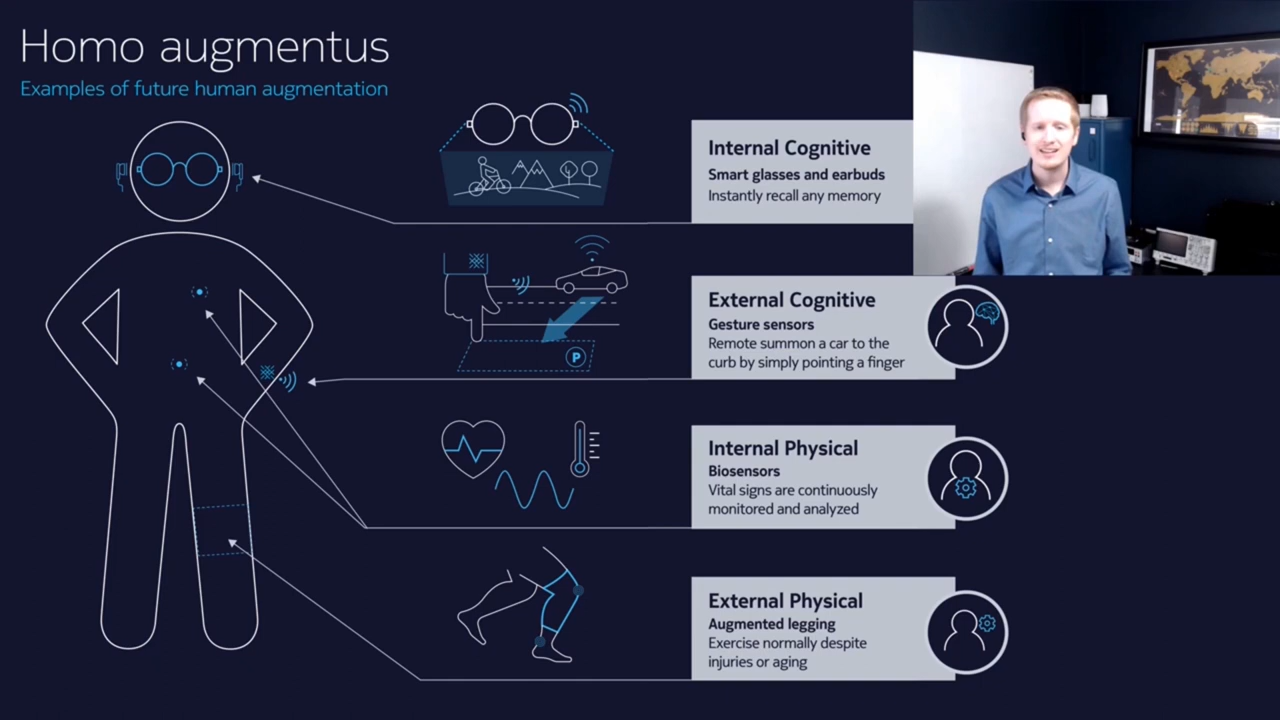 Homo augmentus
Examples of future human augmentation
Internal Cognitive
Smart glasses and earbuds
Instantly recall any memory
External Cognitive
Gesture sensors
Remote summon a car to the
curb by simply pointing a finger
P
Internal Physical
Biosensors
Vital signs are continuously
monitored and analyzed
External Physical
Augmented legging
Exercise normally despite
injuries or aging